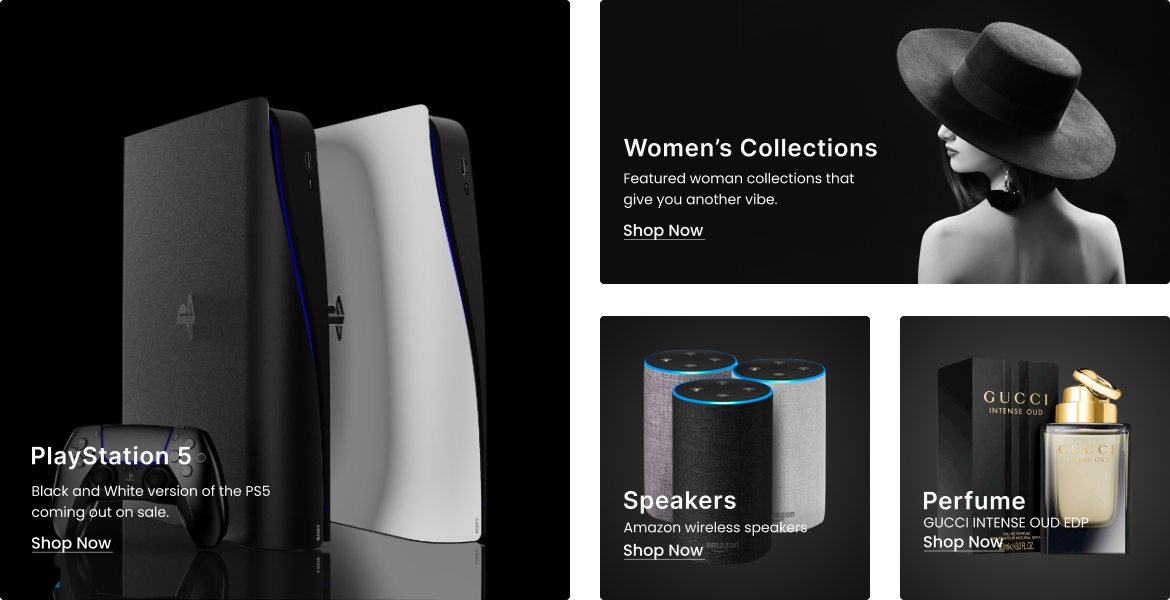 PlayStation 5
Black and White version of the PS5
coming out on sale.
Shop Now
Women’s Collections
Featured woman collections that
give you another vibe.
Shop Now
Speakers
Amazon wireless speakers
Shop Now
amazon
GUCCI
INTENSE OUD
GUCCI
Perfume
GUCCI INTENSE OUD EDP
Shop Now